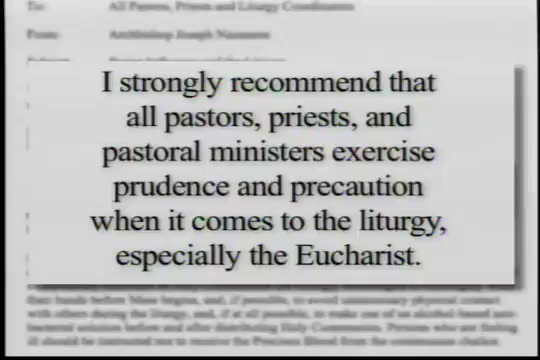 To: All Pastors, Priests and Liturgy Coordinators
From: Archbishop Joseph Naumann
I strongly recommend that
all pastors, priests, and
pastoral ministers exercise
prudence and precaution
when it comes to the liturgy,
especially the Eucharist.
their hands before Mass begins, and, if possible, to avoid unnecessary physical contact
with others during the liturgy, and, if at all possible, to make use of an alcohol based anti-
bacterial solution before and after distributing Holy Communion. Persons who are feeling
ill should be instructed not to receive the Precious Blood from the communion chalice.